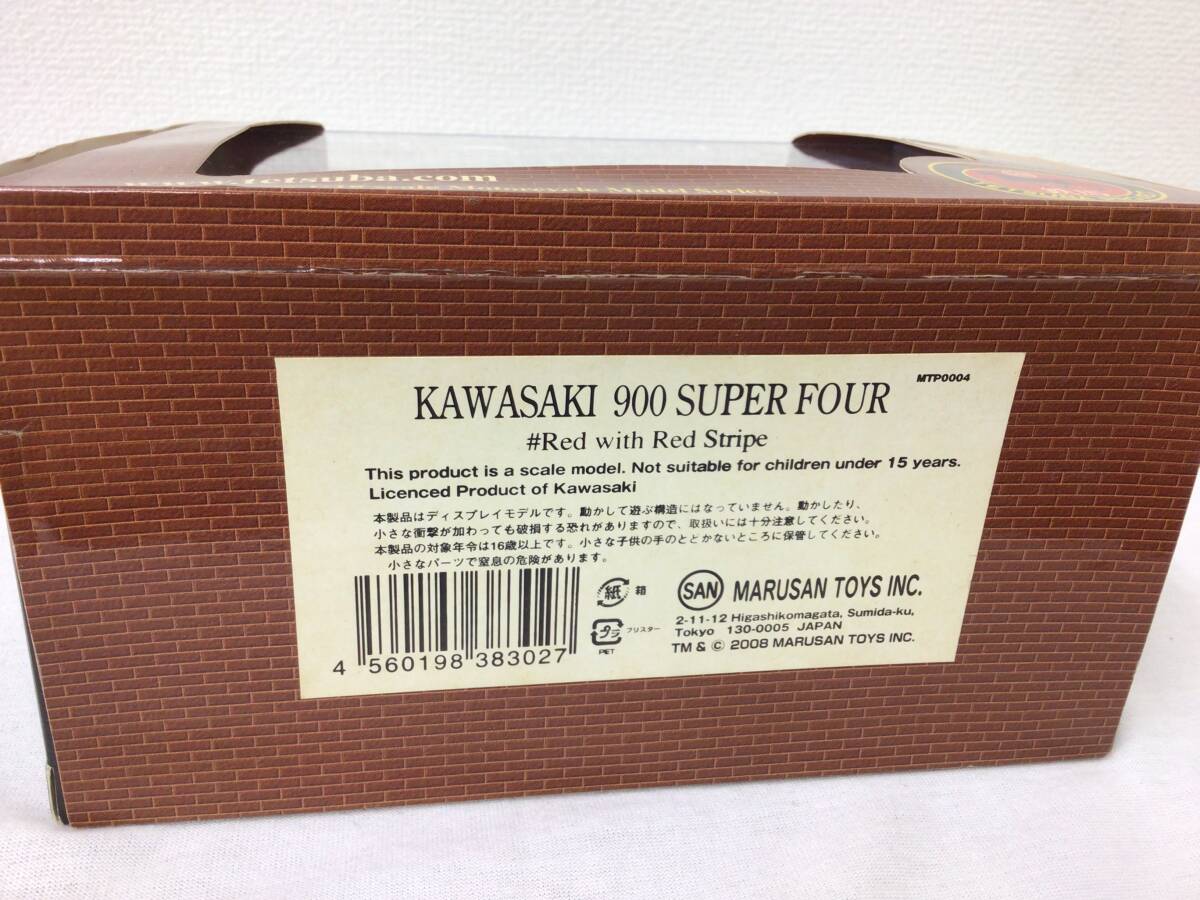 www.tetsuba.com
Motorcycle Model Series.
MTP0004
KAWASAKI 900 SUPER FOUR
#Red with Red Stripe
This product is a scale model. Not suitable for children under 15 years.
Licenced Product of Kawasaki
本製品はディスプレイモデルです。動かして遊ぶ構造にはなっていません。動かしたり、
小さな衝撃が加わっても破損する恐れがありますので、取扱いには十分注意してください。
本製品の対象年令は16歳以上です。小さな子供の手のとどかないところに保管してください。
小さなパーツで窒息の危険があります。
紙 箱
プラ ブリスター
PET
4 560198 383027
SAN MARUSAN TOYS INC.
2-11-12 Higashikomagata, Sumida-ku,
Tokyo 130-0005 JAPAN
TM & © 2008 MARUSAN TOYS INC.